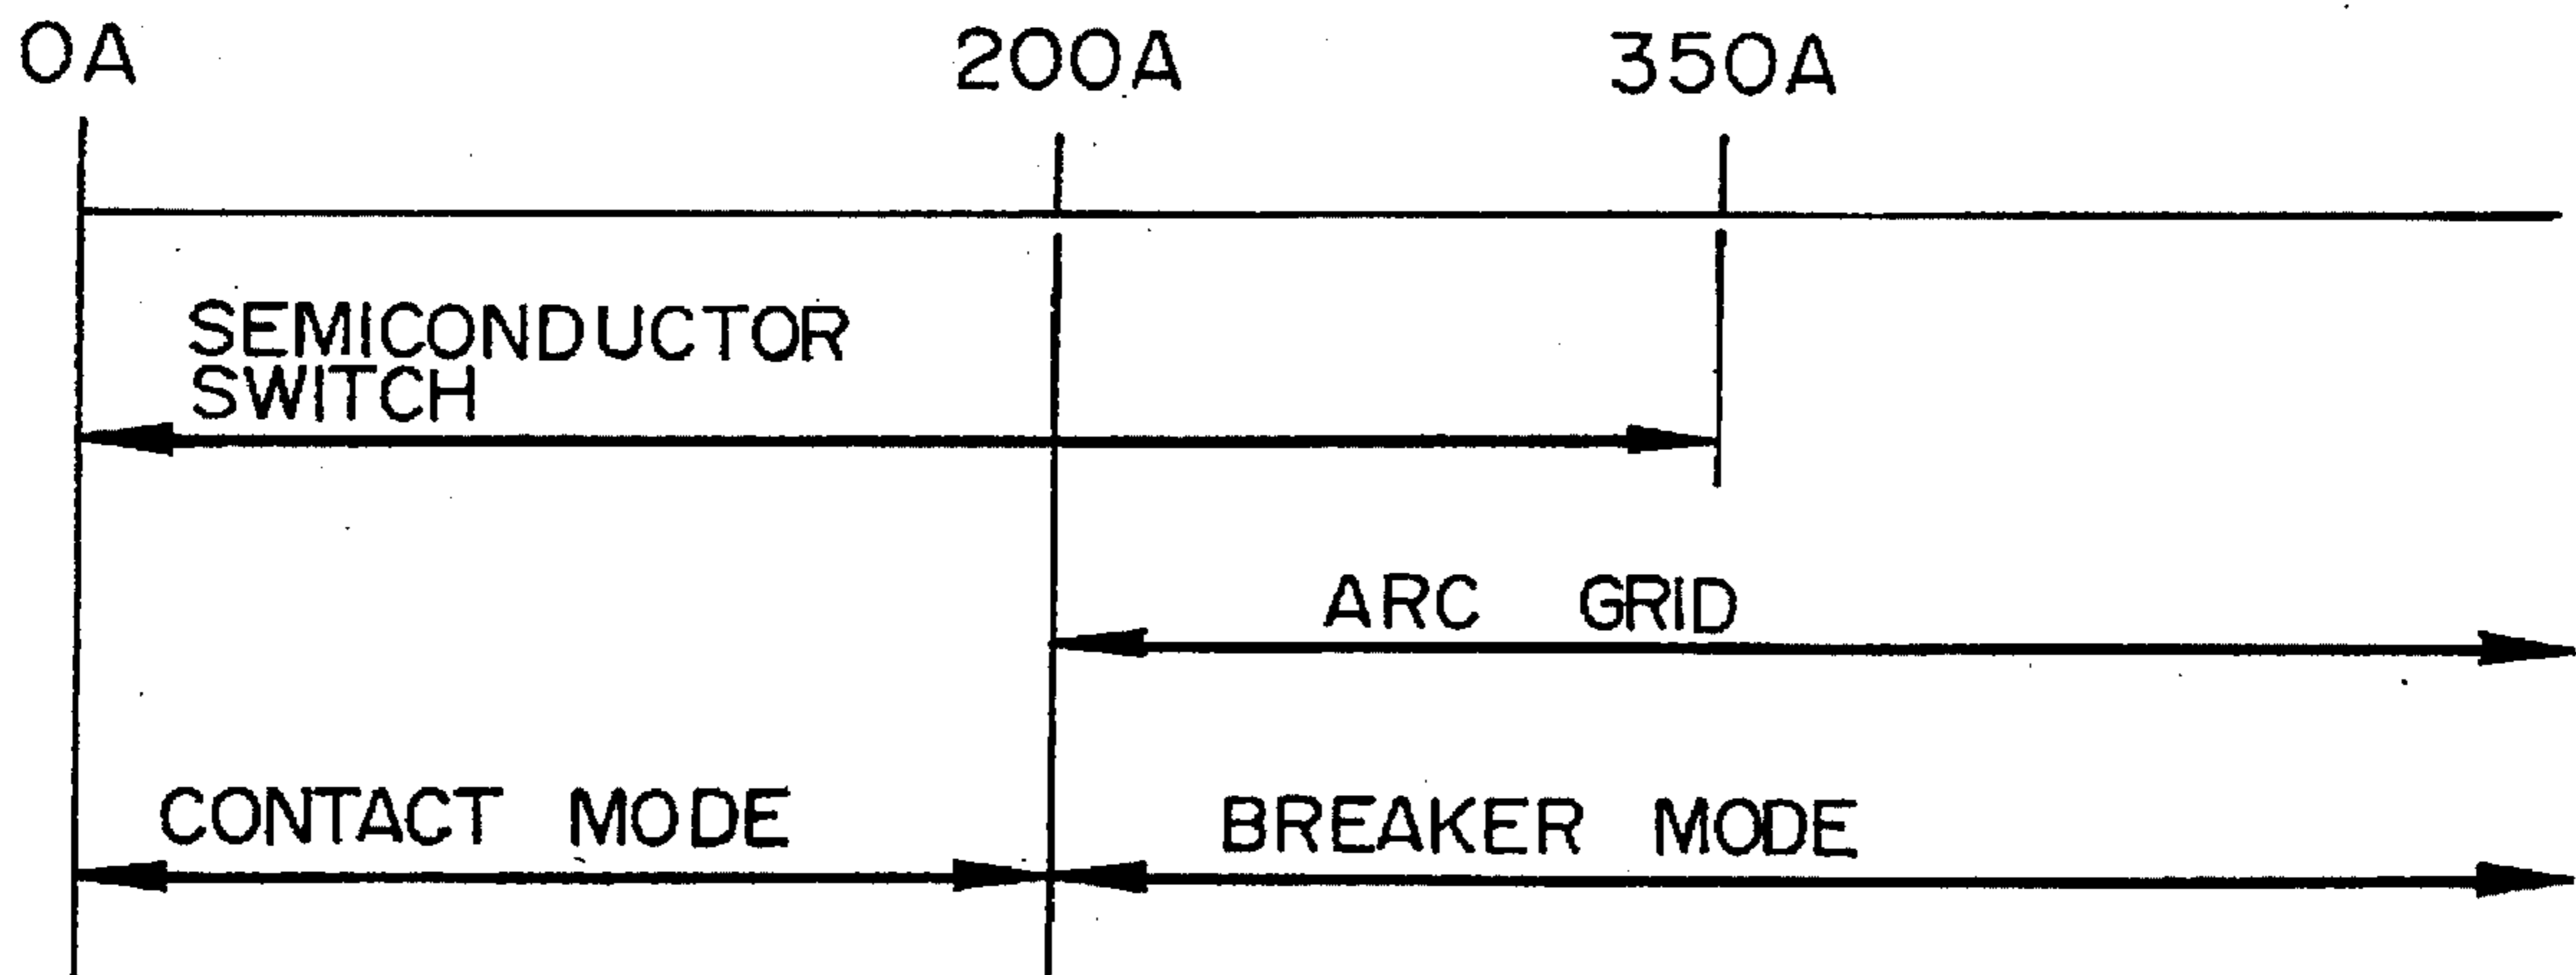 0A 200A 350A
SEMICONDUCTOR
SWITCH
ARC GRID
CONTACT MODE BREAKER MODE